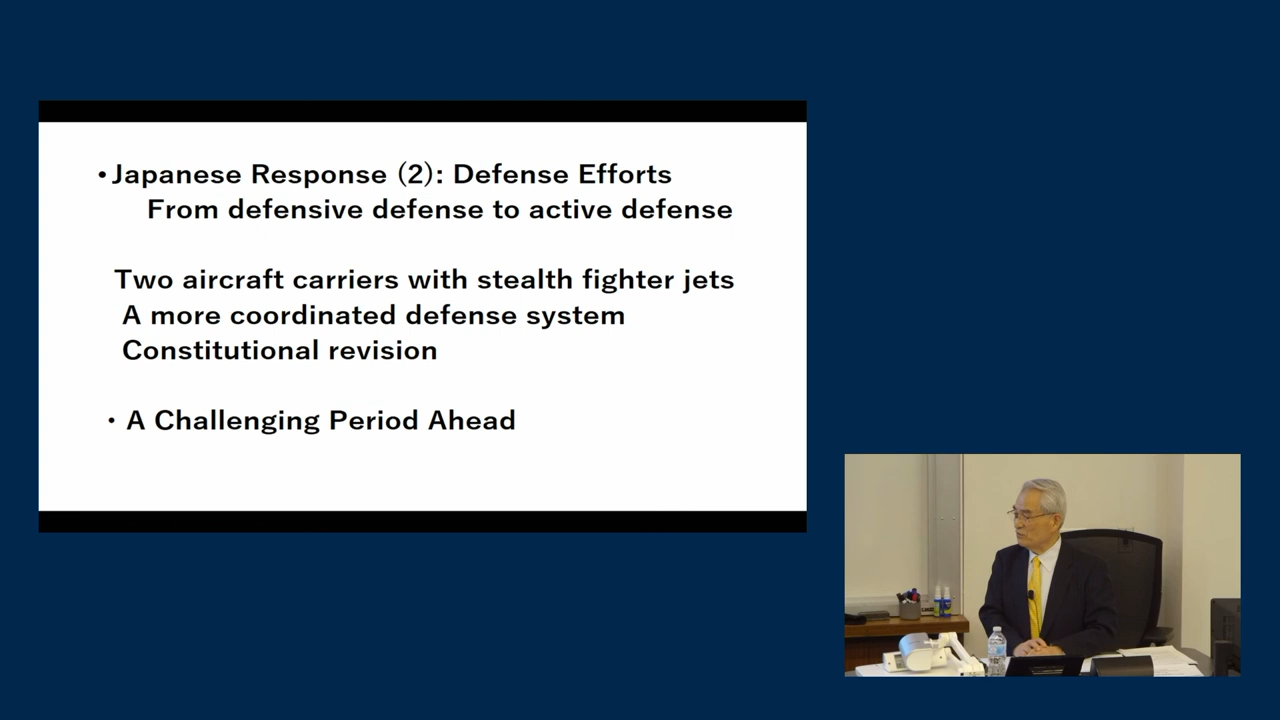 •Japanese Response (2): Defense Efforts
From defensive defense to active defense
Two aircraft carriers with stealth fighter jets
A more coordinated defense system
Constitutional revision
・A Challenging Period Ahead